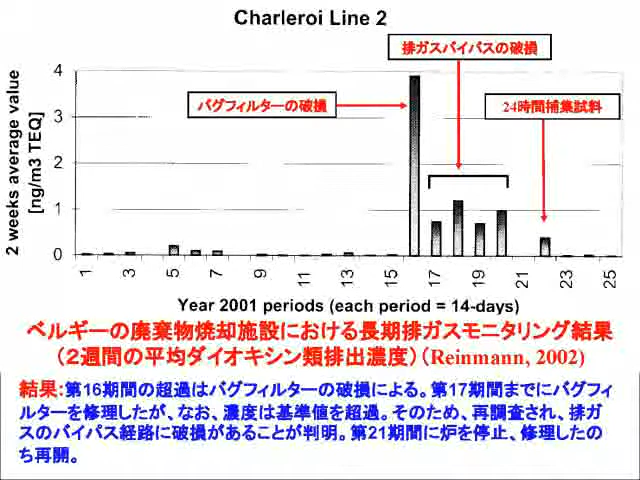 Charleroi Line 2
排ガスバイパスの破損
バグフィルターの破損
24時間捕集試料
2 weeks average value
[ng/m3 TEQ]
4
3
2
1
0
1 3 5 7 9 11 13 15 17 19 21 23 25
Year 2001 periods (each period = 14-days)
ベルギーの廃棄物焼却施設における長期排ガスモニタリング結果
（２週間の平均ダイオキシン類排出濃度）（Reinmann, 2002)
結果:第16期間の超過はバグフィルターの破損による。第17期間までにバグフィ
ルターを修理したが、なお、濃度は基準値を超過。そのため、再調査され、排ガ
スのバイパス経路に破損があることが判明。第21期間に炉を停止、修理したの
ち再開。